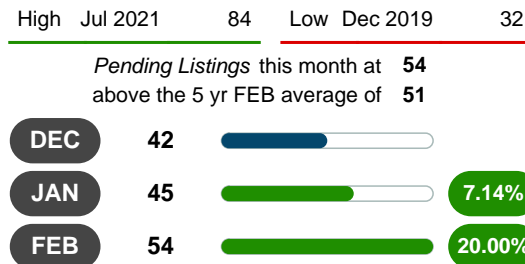 High Jul 2021 84 Low Dec 2019 32
Pending Listings this month at 54
above the 5 yr FEB average of 51
DEC 42
JAN 45 7.14%
FEB 54 20.00%